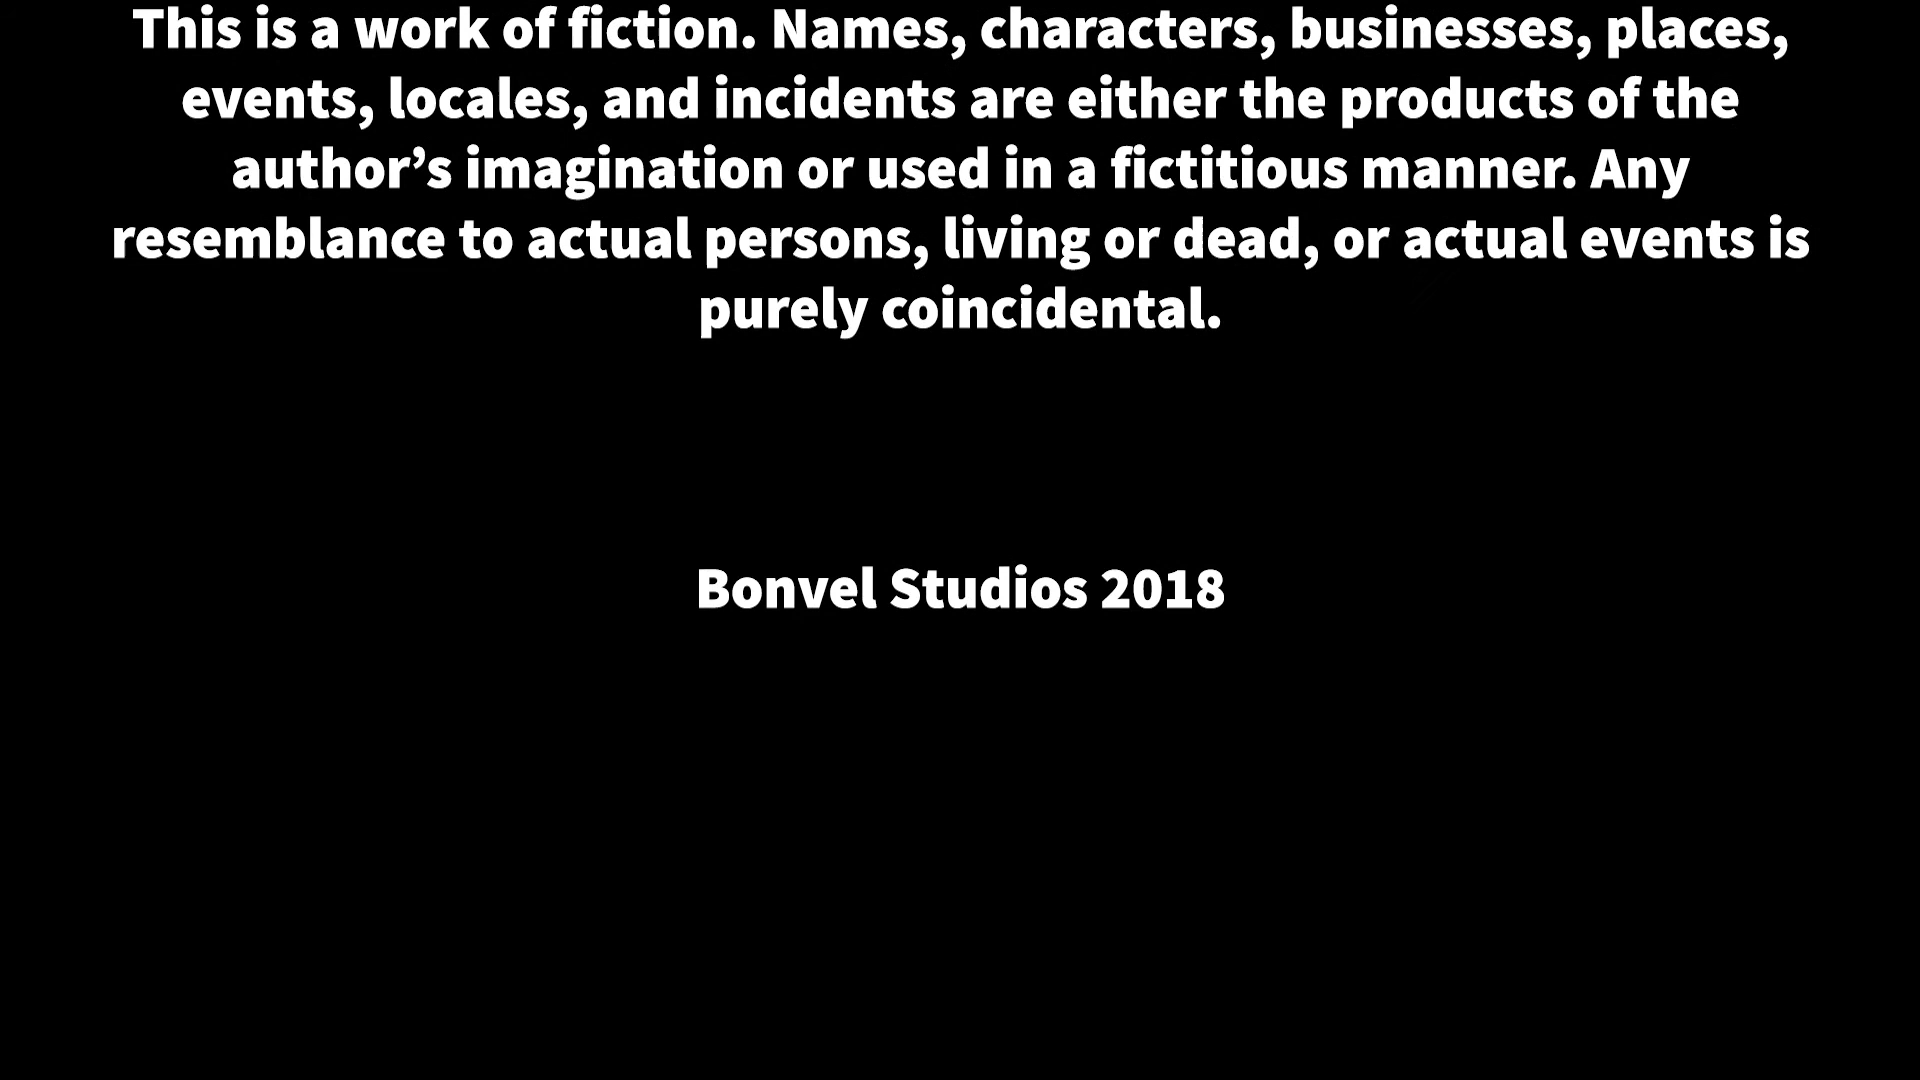 This is a work of fiction. Names, characters, businesses, places,
events, locales, and incidents are either the products of the
author’s imagination or used in a fictitious manner. Any
resemblance to actual persons, living or dead, or actual events is
purely coincidental.
Bonvel Studios 2018